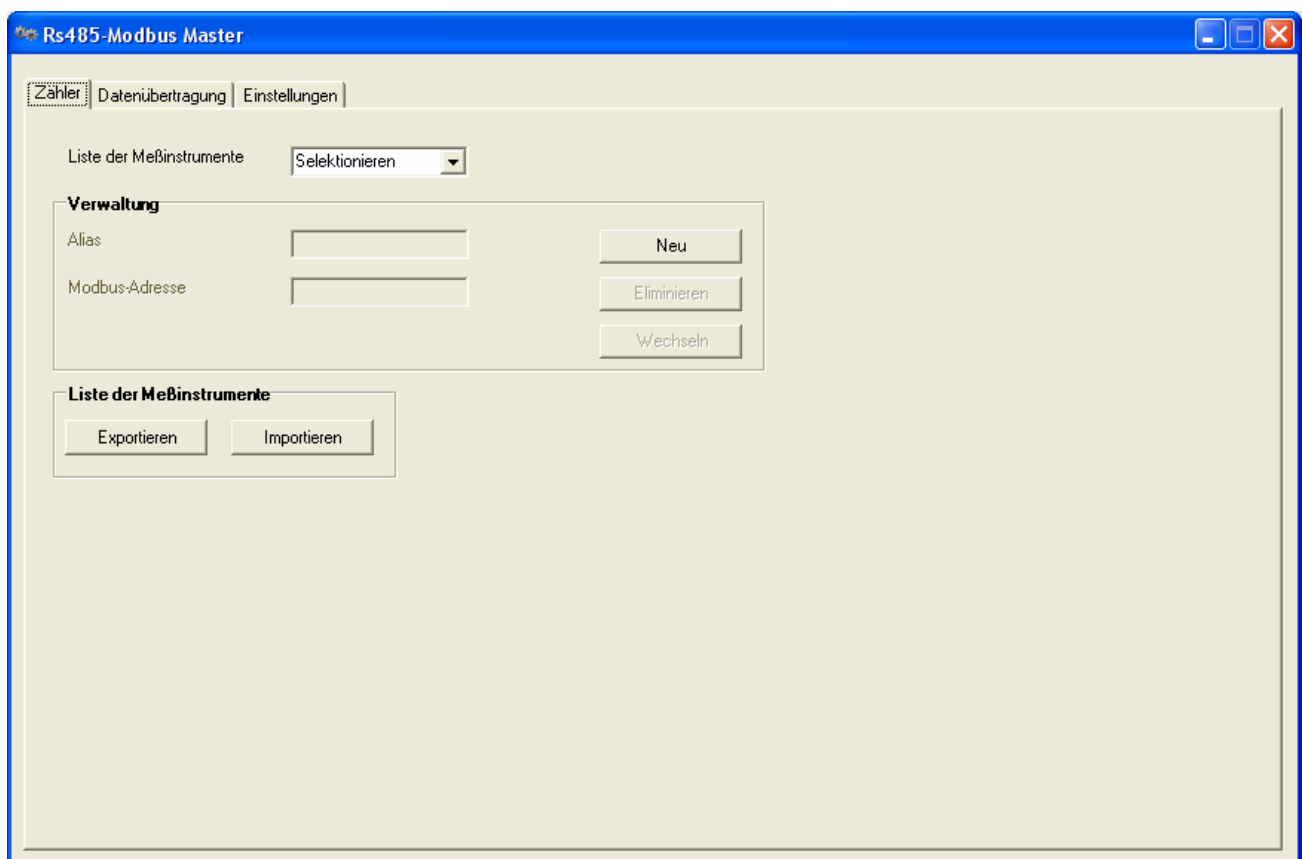 Rs485-Modbus Master
Zähler Datenübertragung Einstellungen
Liste der Meßinstrumente Selektionieren
Verwaltung
Alias Neu
Modbus-Adresse Eliminieren
Wechseln
Liste der Meßinstrumente
Exportieren Importieren